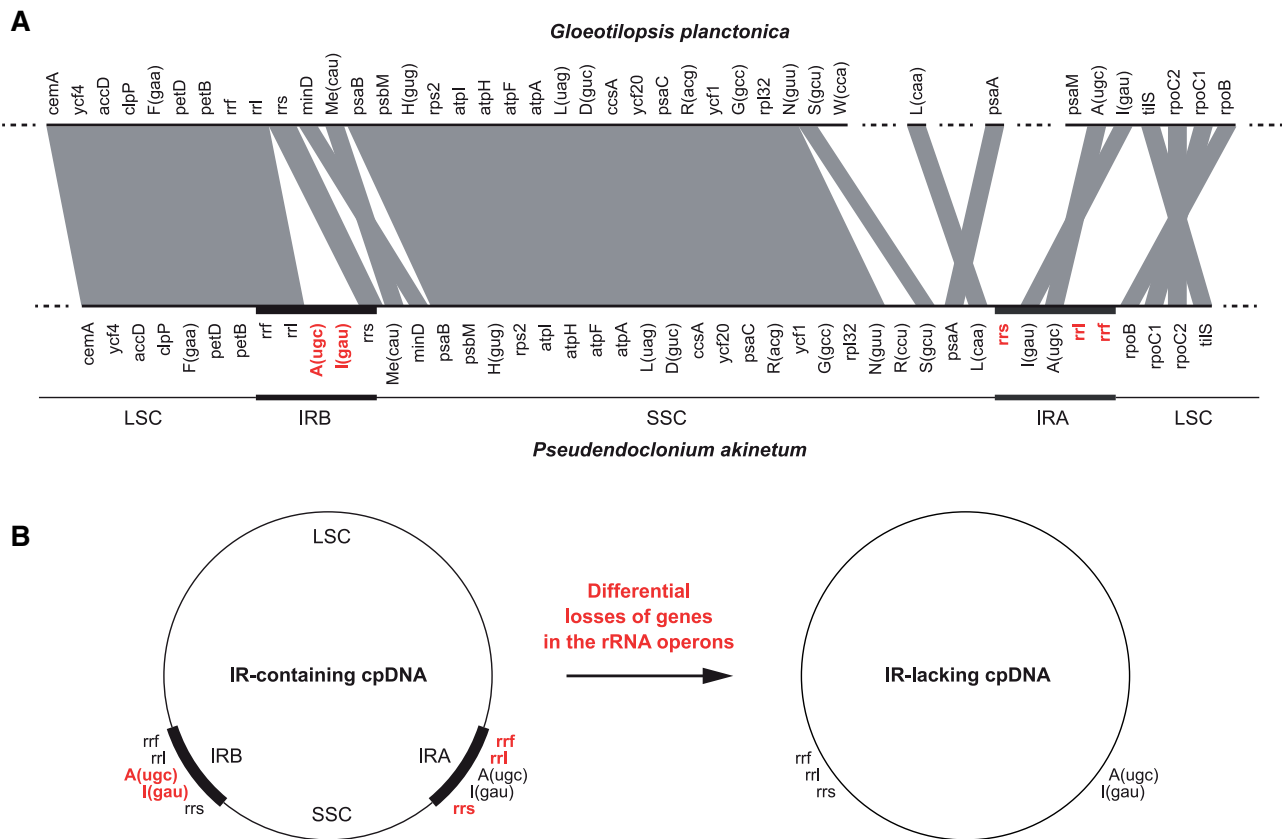 A
Gloeotilopsis planctonica
cemA
ycf4
accD
clpP
F(gaa)
petD
petB
rrf
rrl
rrs
minD
Me(cau)
psaB
psbM
H(gug)
rps2
atpI
atpH
atpF
atpA
L(uag)
D(guc)
ccsA
ycf20
psaC
R(acg)
ycf1
G(gcc)
rpl32
N(guu)
S(gcu)
W(cca)
L(caa)
psaA
psaM
A(ugc)
I(gau)
tilS
rpoC2
rpoC1
rpoB
cemA
ycf4
accD
clpP
F(gaa)
petD
petB
rrf
rrl
A(ugc)
I(gau)
rrs
Me(cau)
minD
psaB
psbM
H(gug)
rps2
atpI
atpH
atpF
atpA
L(uag)
D(guc)
ccsA
ycf20
psaC
R(acg)
ycf1
G(gcc)
rpl32
N(guu)
R(ccu)
S(gcu)
psaA
L(caa)
rrs
I(gau)
A(ugc)
rrl
rrf
rpoB
rpoC1
rpoC2
tilS
LSC
IRB
SSC
IRA
LSC
Pseudendoclonium akinetum
B
LSC
IR-containing cpDNA
IRB
IRA
SSC
rrf
rrl
A(ugc)
I(gau)
rrs
rrf
rrl
A(ugc)
I(gau)
rrs
Differential
losses of genes
in the rRNA operons
IR-lacking cpDNA
rrf
rrl
rrs
A(ugc)
I(gau)